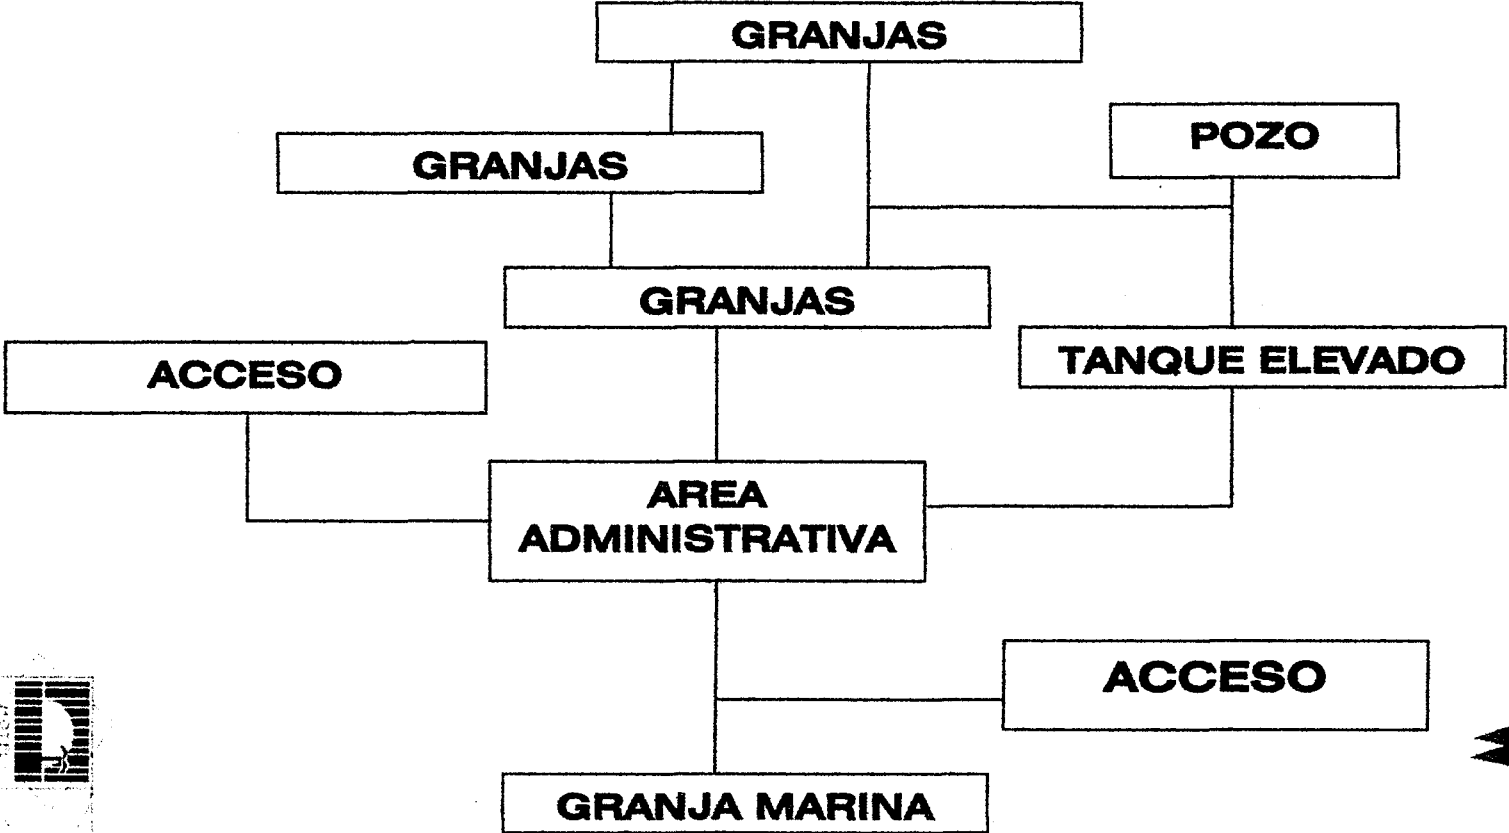 GRANJAS
POZO
GRANJAS
GRANJAS
TANQUE ELEVADO
ACCESO
AREA
ADMINISTRATIVA
ACCESO
GRANJA MARINA